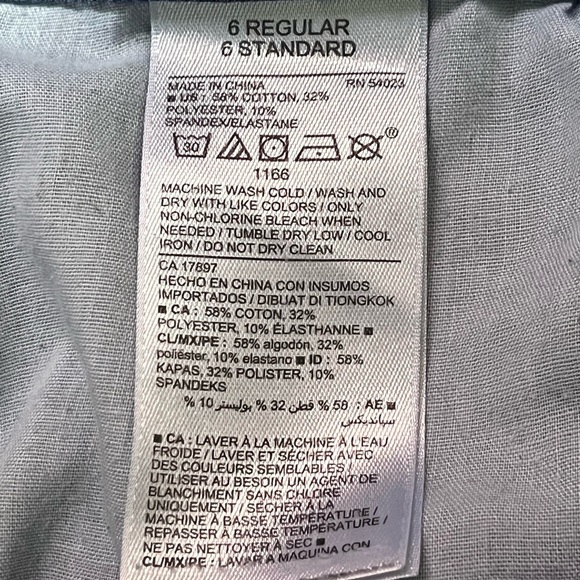 6 REGULAR
6 STANDARD
MADE IN CHINA RN 54023
■ US : 58% COTTON, 32%
POLYESTER, 10%
SPANDEX/ELASTANE
30 ®
1166
MACHINE WASH COLD / WASH AND
DRY WITH LIKE COLORS / ONLY
NON-CHLORINE BLEACH WHEN
NEEDED / TUMBLE DRY LOW / COOL
IRON / DO NOT DRY CLEAN
CA 17897
HECHO EN CHINA CON INSUMOS
IMPORTADOS / DIBUAT DI TIONGKOK
■ CA : 58% COTON, 32%
POLYESTER, 10% ÉLASTHANNE ■
CL/MX/PE : 58% algodón, 32%
poliéster, 10% elastano ■ ID : 58%
KAPAS, 32% POLISTER, 10%
SPANDEKS
■ AE : 58 % قطن 32 % بوليستر 10 %
سبانديكس
■ CA : LAVER À LA MACHINE À L'EAU
FROIDE / LAVER ET SÉCHER AVEC
DES COULEURS SEMBLABLES /
UTILISER AU BESOIN UN AGENT DE
BLANCHIMENT SANS CHLORE
UNIQUEMENT / SÉCHER À LA
MACHINE À BASSE TEMPÉRATURE /
REPASSER À BASSE TEMPÉRATURE /
NE PAS NETTOYER À SEC ■
CL/MX/PE : LAVAR A MAQUINA CON